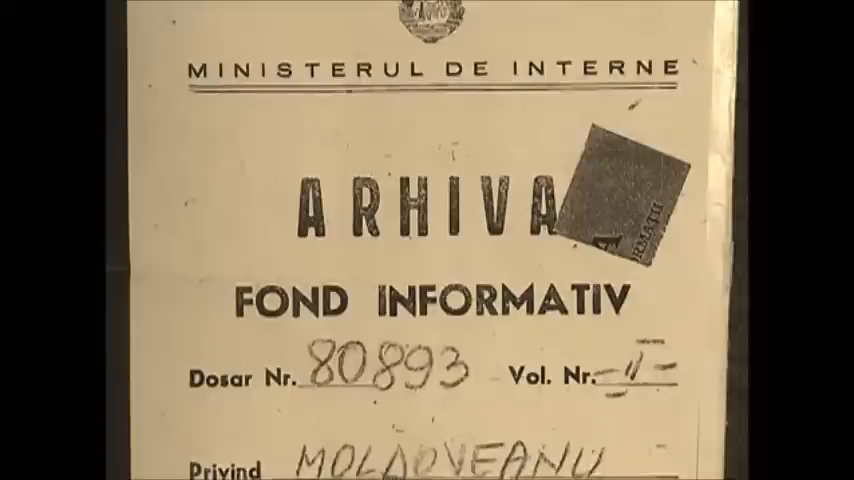 MINISTERUL DE INTERNE
ARHIVA
FOND INFORMATIV
Dosar Nr. 80893 Vol. Nr. -II-
Privind MOLDOVEANU